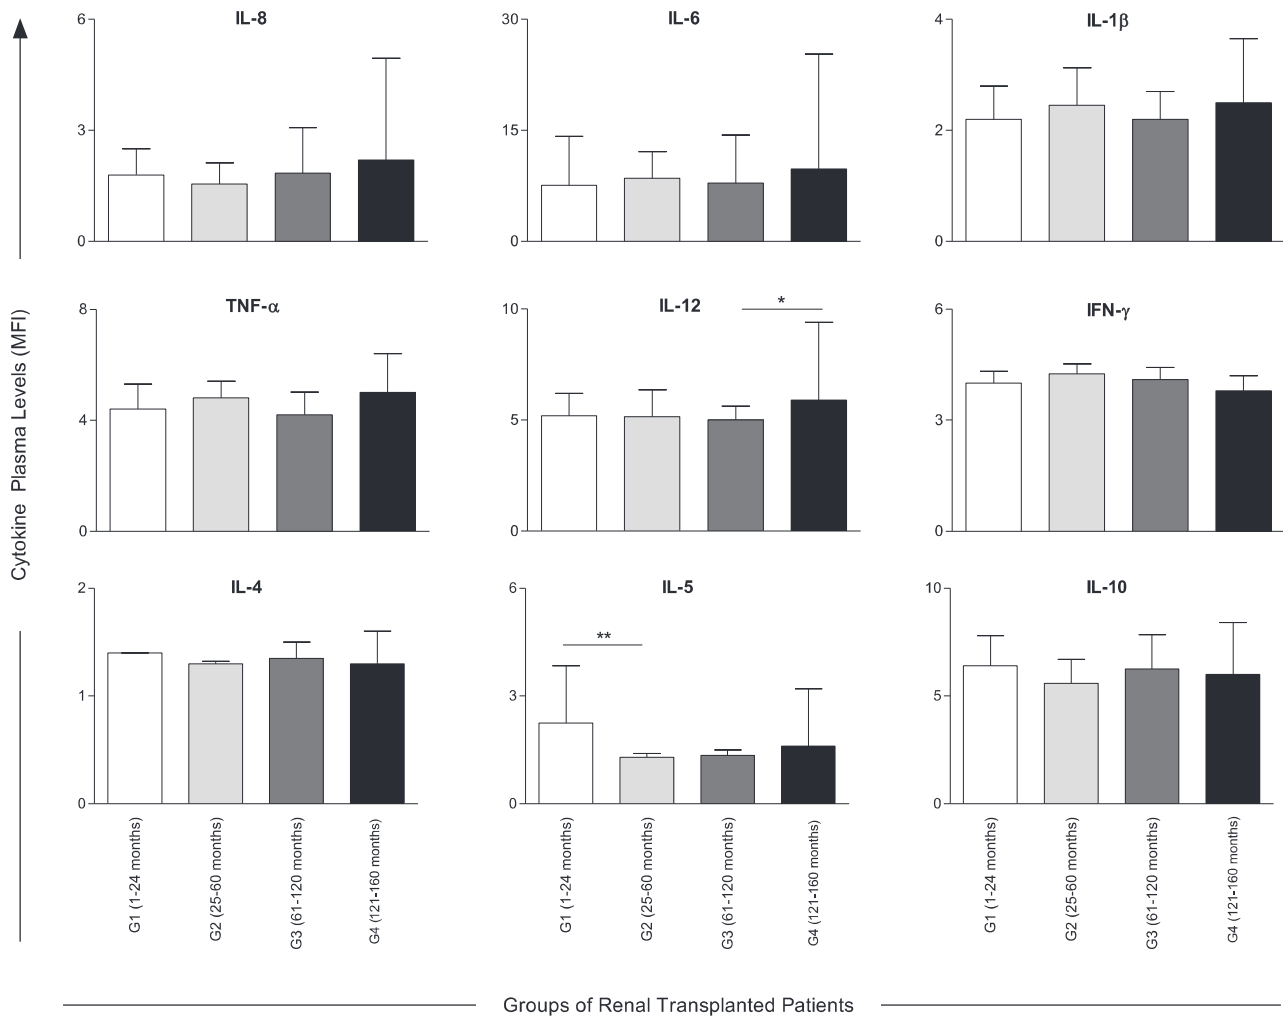 IL-8
6
3
0
IL-6
30
15
0
IL-1β
4
2
0
TNF-α
8
4
0
IL-12
*
10
5
0
IFN-γ
6
3
0
Cytokine Plasma Levels (MFI)
IL-4
2
1
0
IL-5
**
6
3
0
IL-10
10
5
0
G1 (1-24 months)
G2 (25-60 months)
G3 (61-120 months)
G4 (121-160 months)
G1 (1-24 months)
G2 (25-60 months)
G3 (61-120 months)
G4 (121-160 months)
G1 (1-24 months)
G2 (25-60 months)
G3 (61-120 months)
G4 (121-160 months)
Groups of Renal Transplanted Patients